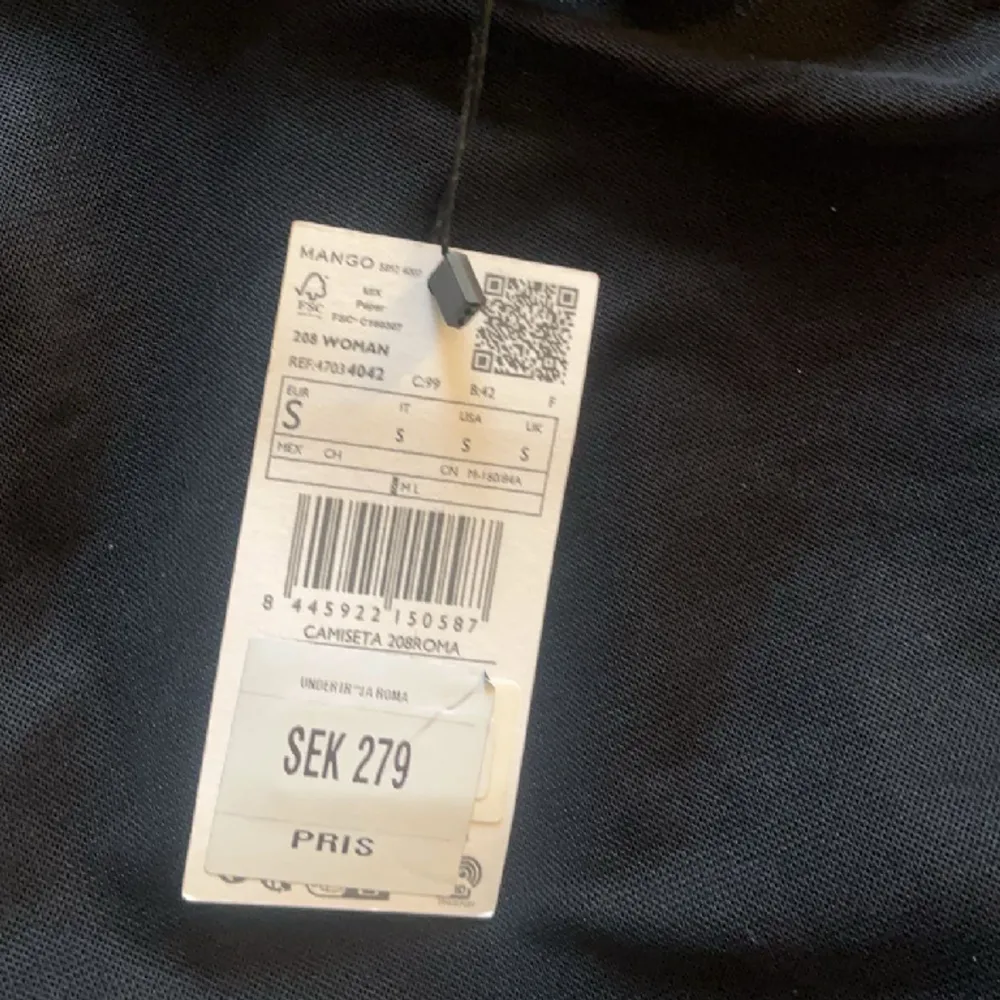 MANGO
FSC
MIX
Paper
208 WOMAN
REF:47034042 C:99 B:42 F
EUR IT USA UK
S S S S
MEX CH CN M-160/84A
M L
8 445922 150587
CAMISETA 208ROMA
ROMA
SEK 279
PRIS